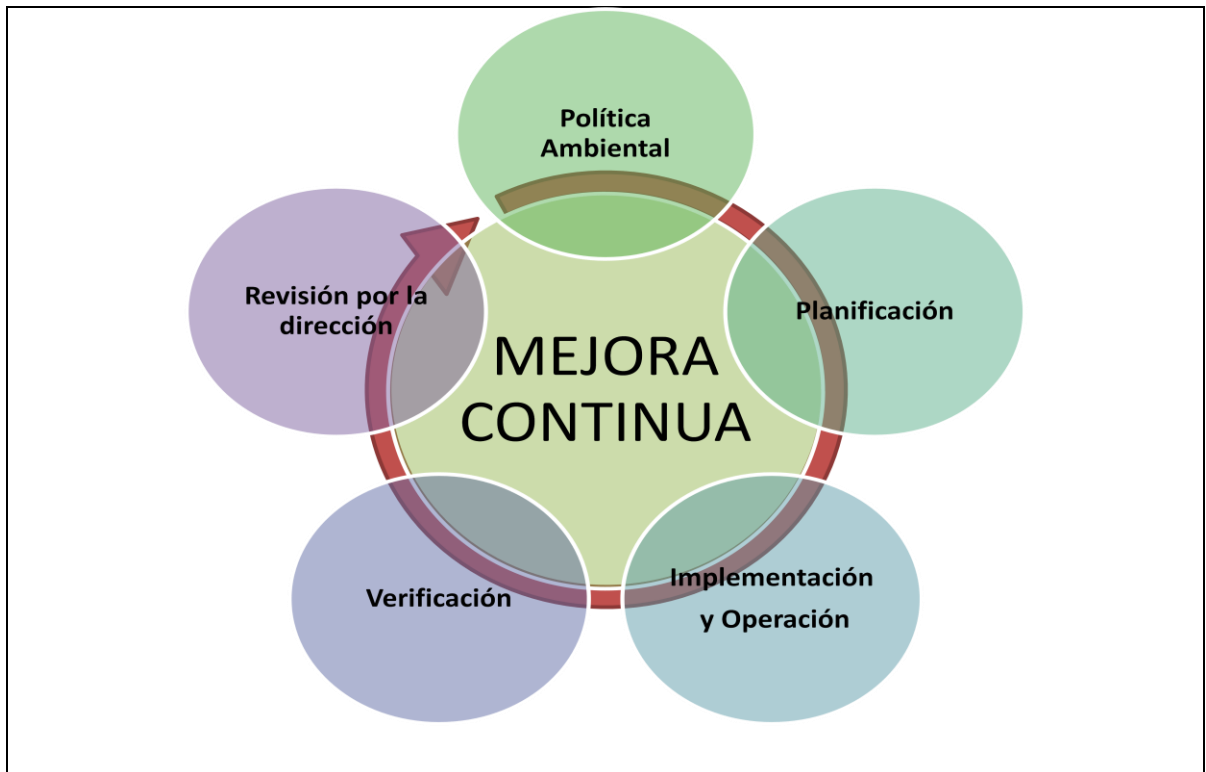 Política
Ambiental
Planificación
Implementación
y Operación
Verificación
Revisión por la
dirección
MEJORA
CONTINUA